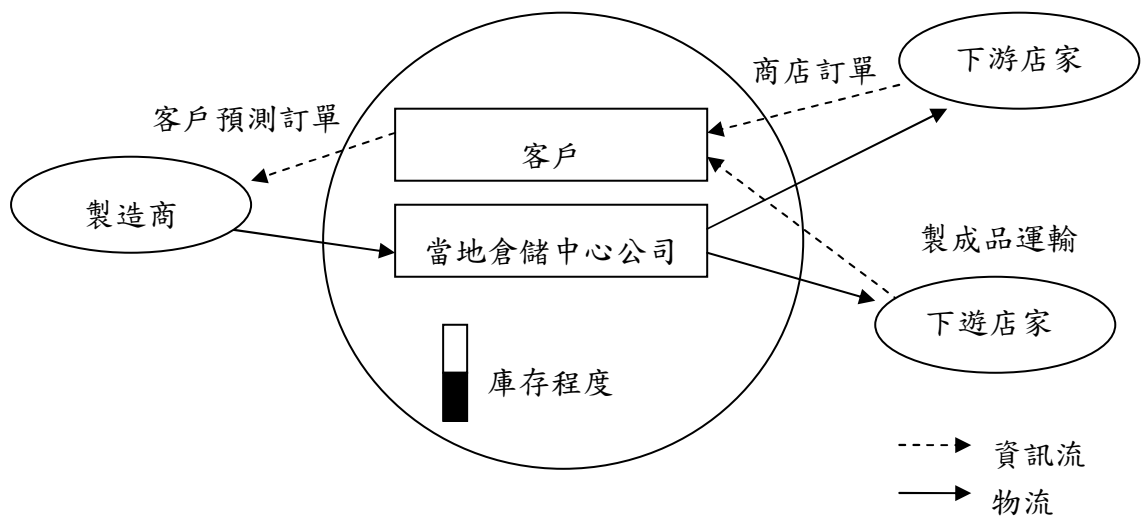 下游店家
商店訂單
客戶預測訂單
客戶
製造商
當地倉儲中心公司
製成品運輸
下遊店家
庫存程度
資訊流
物流